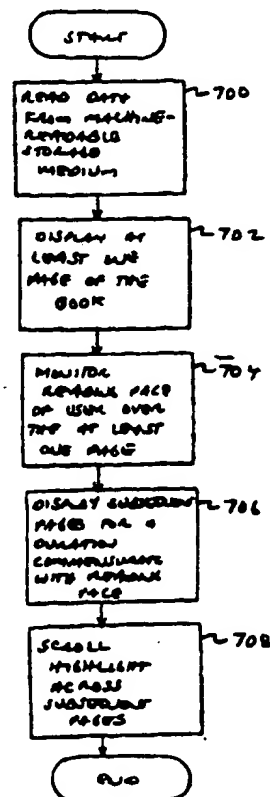 START
READ DATA
FROM MACHINE-
READABLE
STORAGE
MEDIUM
700
DISPLAY AT
LEAST ONE
PAGE OF THE
BOOK
702
MONITOR
READING PACE
OF USER OVER
THE AT LEAST
ONE PAGE
704
DISPLAY SUBSEQUENT
PAGES FOR A
DURATION
COMMENSURATE
WITH READING
PACE
706
SCROLL
HIGHLIGHT
ACROSS
SUBSEQUENT
PAGES
708
END